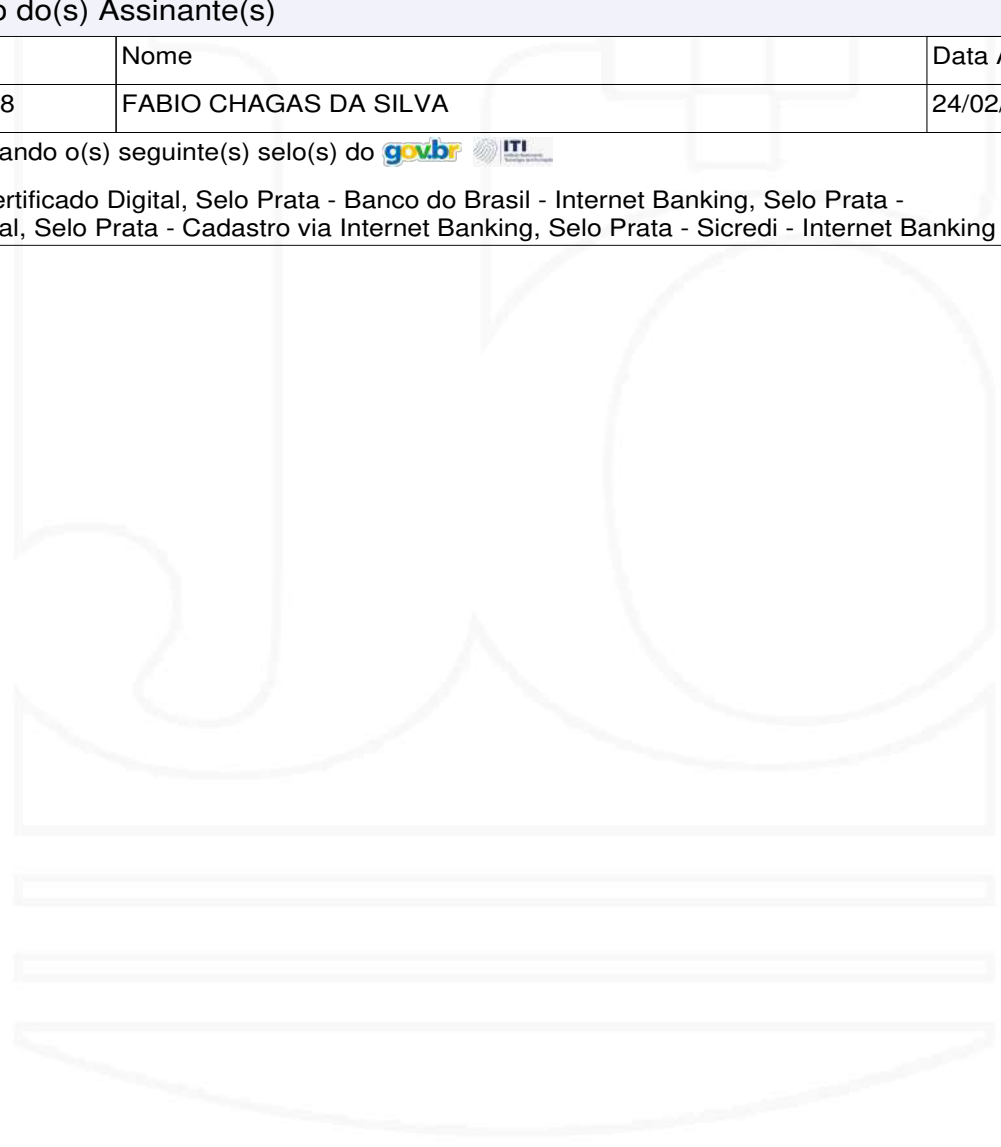 o do(s) Assinante(s)
Nome Data A
8 FABIO CHAGAS DA SILVA 24/02/
ando o(s) seguinte(s) selo(s) do gov.br ITI
ertificado Digital, Selo Prata - Banco do Brasil - Internet Banking, Selo Prata -
al, Selo Prata - Cadastro via Internet Banking, Selo Prata - Sicredi - Internet Banking